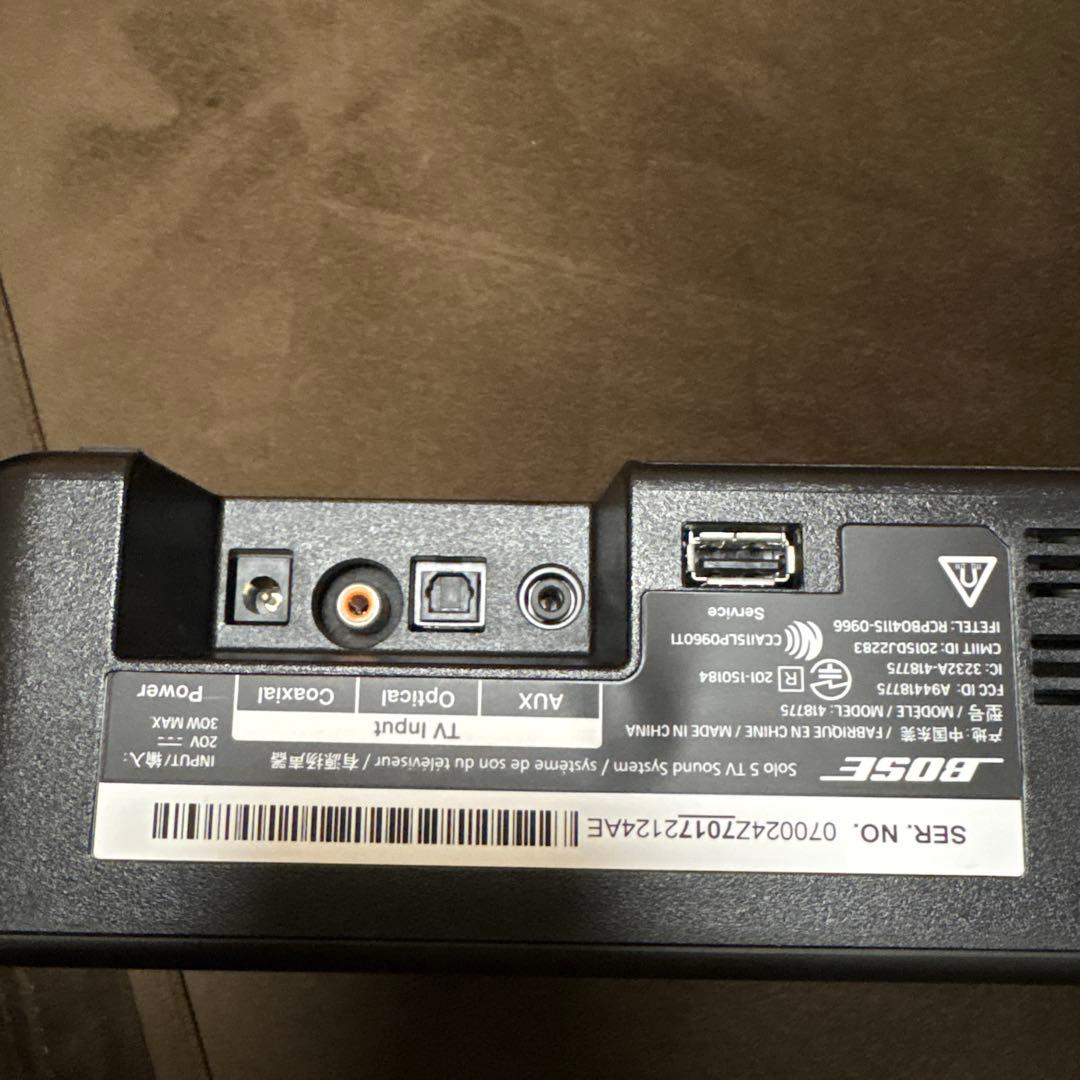 SER. NO. 070024Z70172124AE
BOSE Solo 5 TV Sound System / système de son du téléviseur / 有源扬声器
产地: 中国东莞 / FABRIQUE EN CHINE / MADE IN CHINA
型号 / MODÈLE / MODEL: 418775
FCC ID: A94418775
IC: 3232A-418775
CMIIT ID: 2015DJ2283
IFETEL: RCPBO4115-0966
R 201-150184
CCAI15LP0960T1
Service
TV Input
AUX
Optical
Coaxial
INPUT/输入:
20V
30W MAX
Power